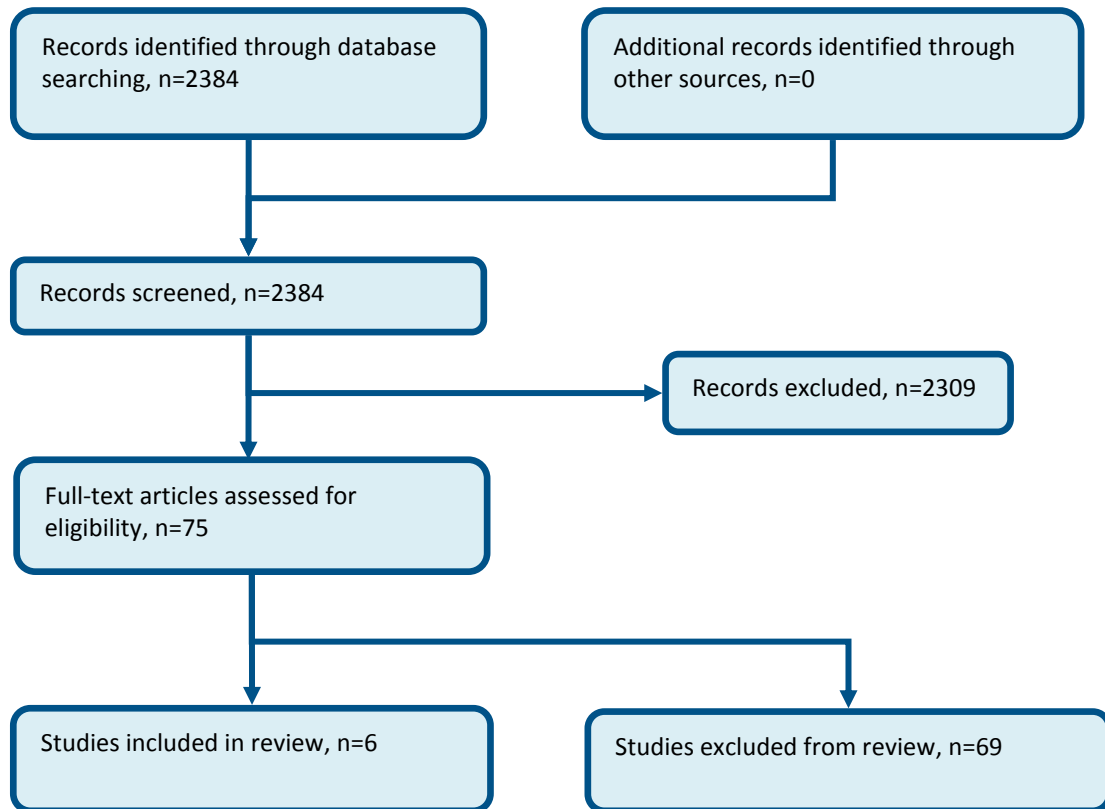 Records identified through database
searching, n=2384
Additional records identified through
other sources, n=0
Records screened, n=2384
Records excluded, n=2309
Full-text articles assessed for
eligibility, n=75
Studies included in review, n=6
Studies excluded from review, n=69